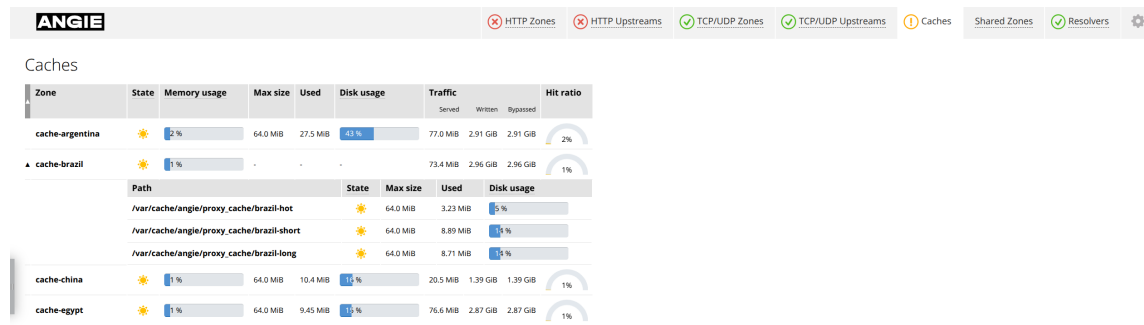 ANGIE
HTTP Zones HTTP Upstreams TCP/UDP Zones TCP/UDP Upstreams Caches Shared Zones Resolvers
Caches
Zone State Memory usage Max size Used Disk usage Traffic Hit ratio
Served Written Bypassed
cache-argentina 2 % 64.0 MiB 27.5 MiB 43 % 77.0 MiB 2.91 GiB 2.91 GiB 2%
cache-brazil 1 % - - - 73.4 MiB 2.96 GiB 2.96 GiB 1%
Path State Max size Used Disk usage
/var/cache/angie/proxy_cache/brazil-hot 64.0 MiB 3.23 MiB 5 %
/var/cache/angie/proxy_cache/brazil-short 64.0 MiB 8.89 MiB 14 %
/var/cache/angie/proxy_cache/brazil-long 64.0 MiB 8.71 MiB 14 %
cache-china 1 % 64.0 MiB 10.4 MiB 16 % 20.5 MiB 1.39 GiB 1.39 GiB 1%
cache-egypt 1 % 64.0 MiB 9.45 MiB 15 % 76.6 MiB 2.87 GiB 2.87 GiB 1%